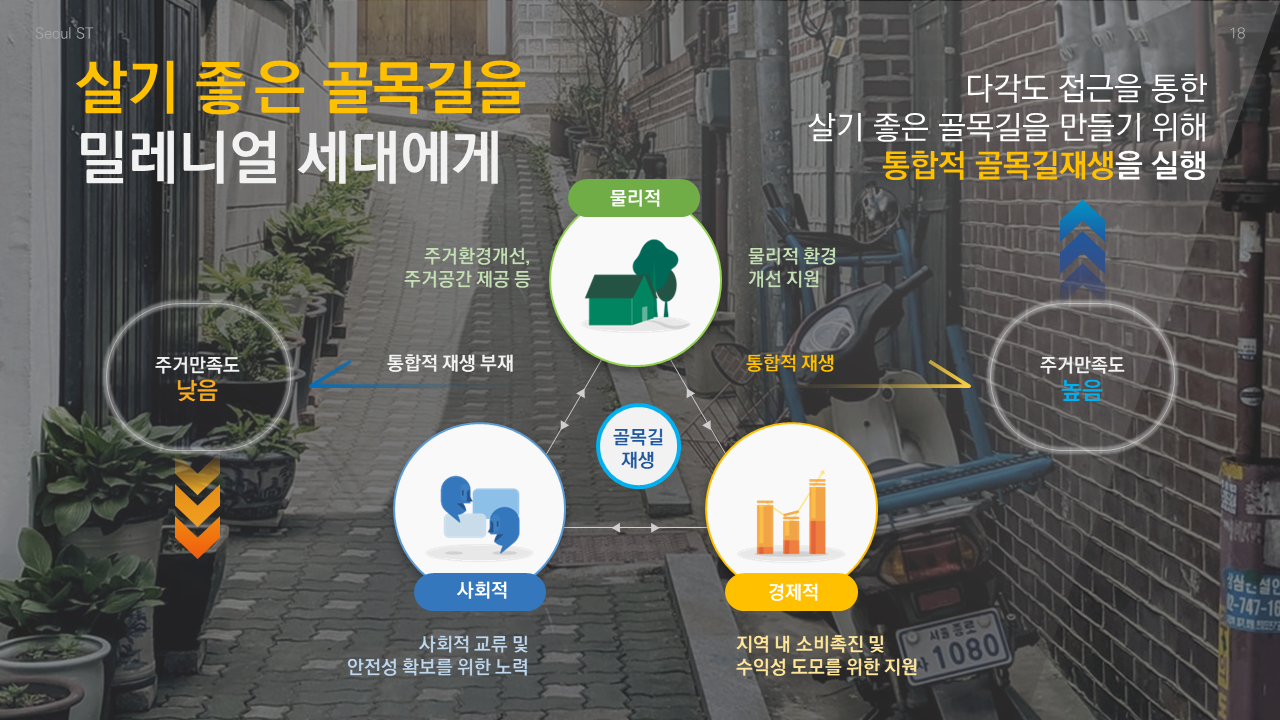 Seoul ST
18
살기 좋은 골목길을
밀레니얼 세대에게
다각도 접근을 통한
살기 좋은 골목길을 만들기 위해
통합적 골목길재생을 실행
물리적
주거환경개선,
주거공간 제공 등
물리적 환경
개선 지원
주거만족도
낮음
통합적 재생 부재
통합적 재생
주거만족도
높음
골목길
재생
사회적
경제적
사회적 교류 및
안전성 확보를 위한 노력
지역 내 소비촉진 및
수익성 도모를 위한 지원
서울 종로
1080
02-747-16